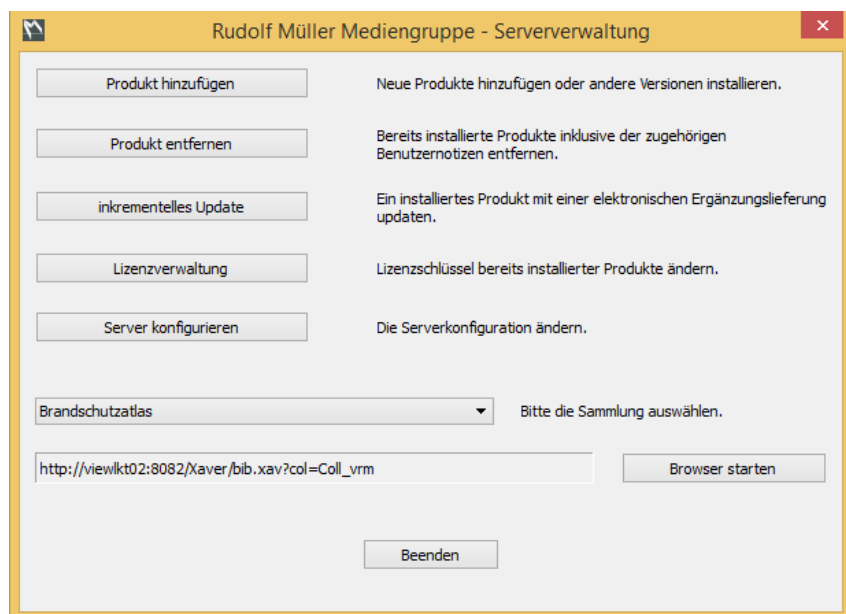 Rudolf Müller Mediengruppe - Serververwaltung
Produkt hinzufügen
Neue Produkte hinzufügen oder andere Versionen installieren.
Produkt entfernen
Bereits installierte Produkte inklusive der zugehörigen
Benutzernotizen entfernen.
inkrementelles Update
Ein installiertes Produkt mit einer elektronischen Ergänzungslieferung
updaten.
Lizenzverwaltung
Lizenzschlüssel bereits installierter Produkte ändern.
Server konfigurieren
Die Serverkonfiguration ändern.
Brandschutzatlas
Bitte die Sammlung auswählen.
http://viewlkt02:8082/Xaver/bib.xav?col=Coll_vrm
Browser starten
Beenden